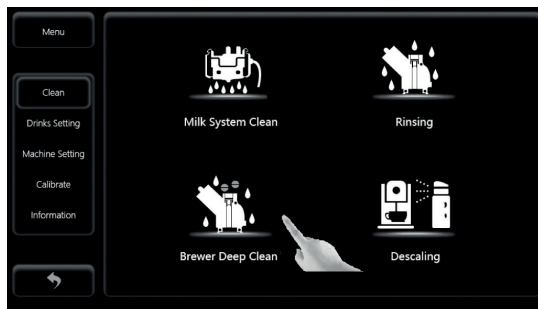 Menu
Clean
Drinks Setting
Machine Setting
Calibrate
Information
Milk System Clean
Rinsing
Brewer Deep Clean
Descaling